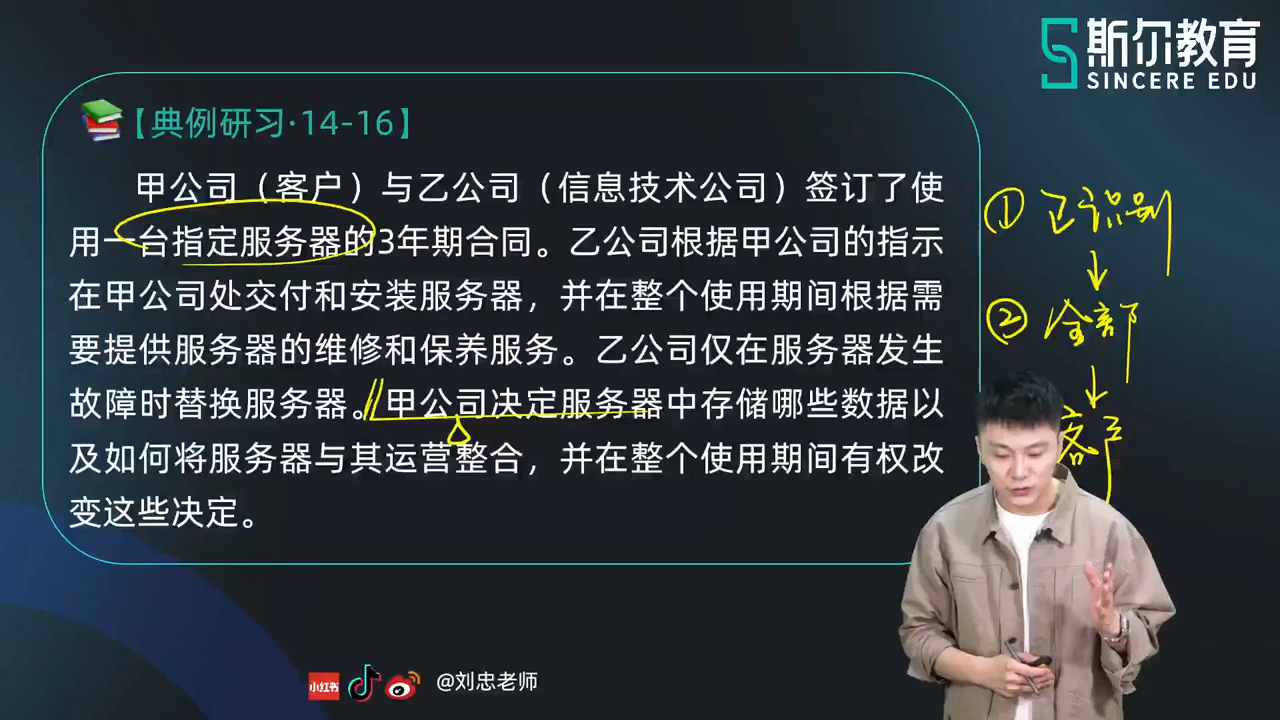 斯尔教育
SINCERE EDU
【典例研习·14-16】
甲公司（客户）与乙公司（信息技术公司）签订了使
用一台指定服务器的3年期合同。乙公司根据甲公司的指示
在甲公司处交付和安装服务器，并在整个使用期间根据需
要提供服务器的维修和保养服务。乙公司仅在服务器发生
故障时替换服务器。甲公司决定服务器中存储哪些数据以
及如何将服务器与其运营整合，并在整个使用期间有权改
变这些决定。
① 已识别
② 全部
客户
小红书
@刘忠老师